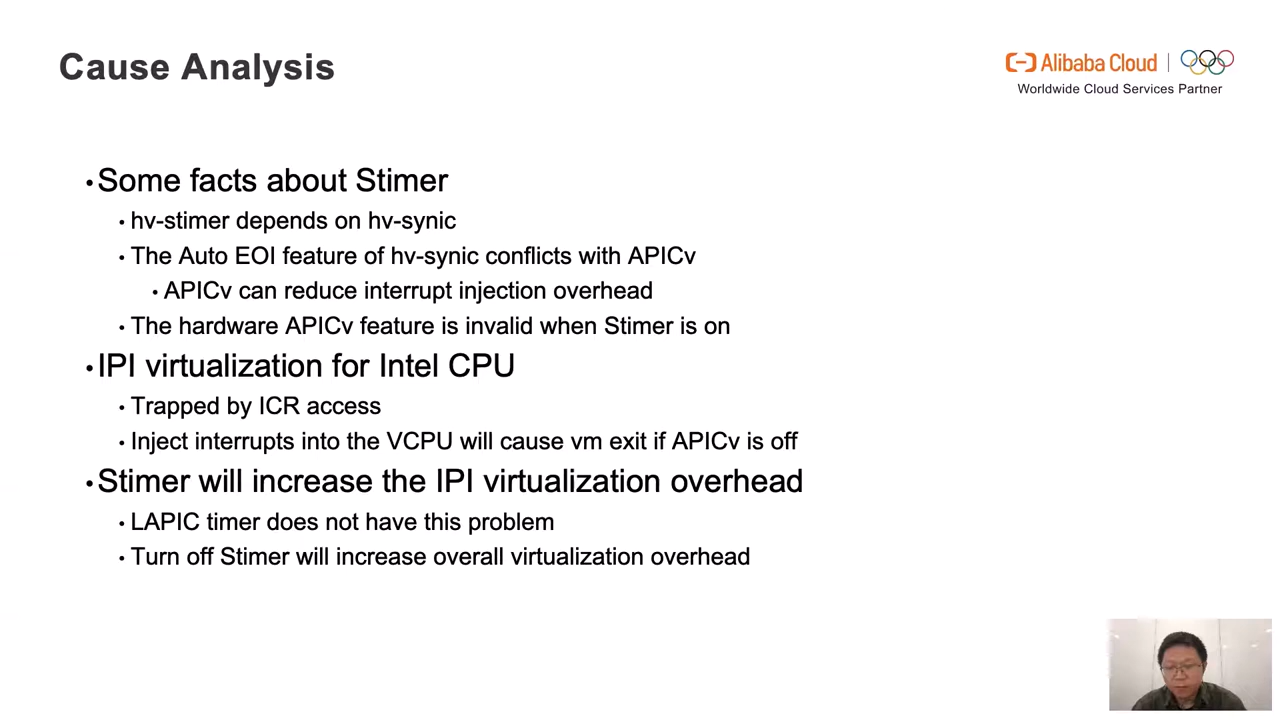 Cause Analysis
Alibaba Cloud
Worldwide Cloud Services Partner
• Some facts about Stimer
• hv-stimer depends on hv-synic
• The Auto EOI feature of hv-synic conflicts with APICv
• APICv can reduce interrupt injection overhead
• The hardware APICv feature is invalid when Stimer is on
• IPI virtualization for Intel CPU
• Trapped by ICR access
• Inject interrupts into the VCPU will cause vm exit if APICv is off
• Stimer will increase the IPI virtualization overhead
• LAPIC timer does not have this problem
• Turn off Stimer will increase overall virtualization overhead